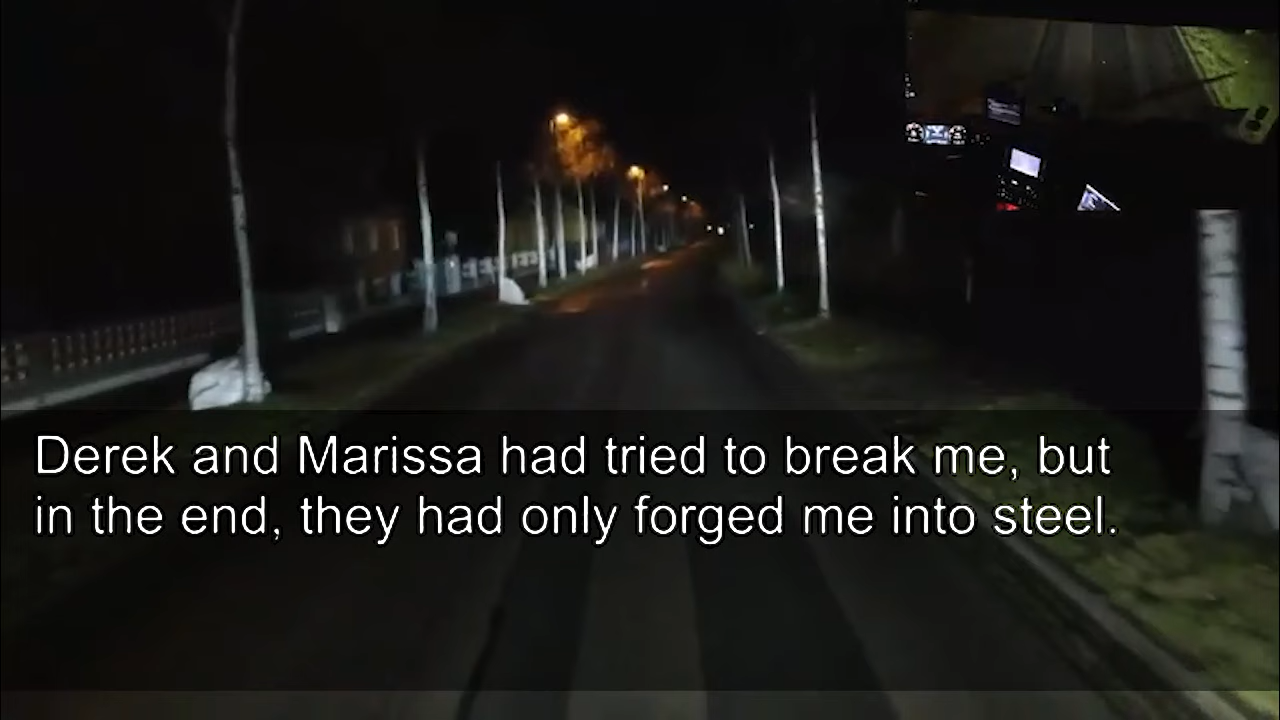 Derek and Marissa had tried to break me, but
in the end, they had only forged me into steel.